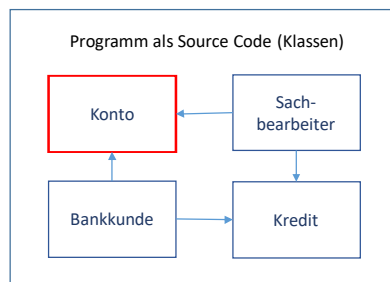 Programm als Source Code (Klassen)
Konto
Sach-
bearbeiter
Bankkunde
Kredit